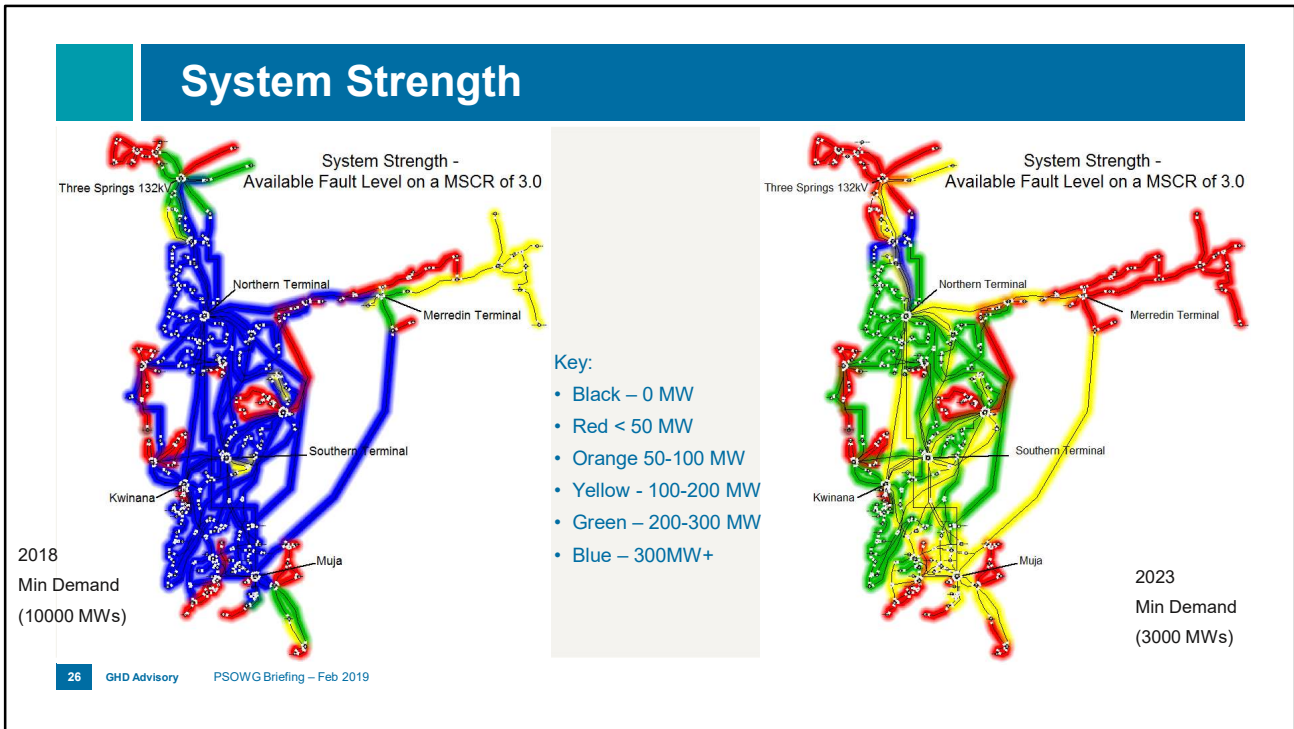 System Strength
System Strength -
Available Fault Level on a MSCR of 3.0
Three Springs 132kV
Northern Terminal
Merredin Terminal
Southern Terminal
Kwinana
Muja
2018
Min Demand
(10000 MWs)
Key:
• Black – 0 MW
• Red < 50 MW
• Orange 50-100 MW
• Yellow - 100-200 MW
• Green – 200-300 MW
• Blue – 300MW+
System Strength -
Available Fault Level on a MSCR of 3.0
Three Springs 132kV
Northern Terminal
Merredin Terminal
Southern Terminal
Kwinana
Muja
2023
Min Demand
(3000 MWs)
26 GHD Advisory PSOWG Briefing – Feb 2019